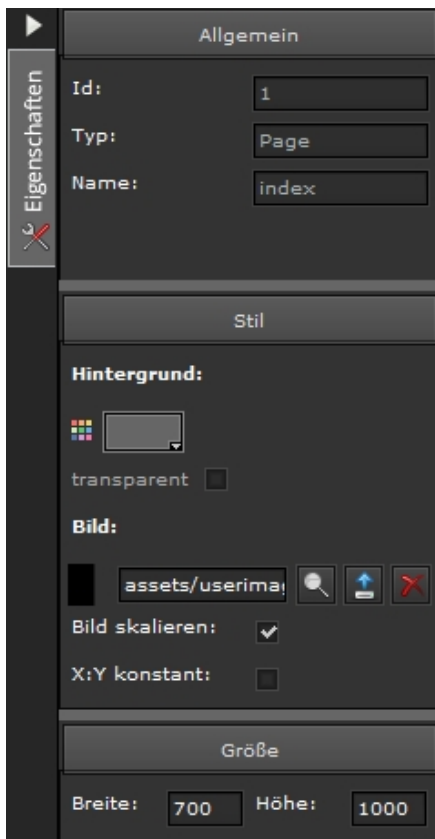 Eigenschaften
Allgemein
Id: 1
Typ: Page
Name: index
Stil
Hintergrund:
transparent
Bild:
assets/userimag
Bild skalieren:
X:Y konstant:
Größe
Breite: 700 Höhe: 1000